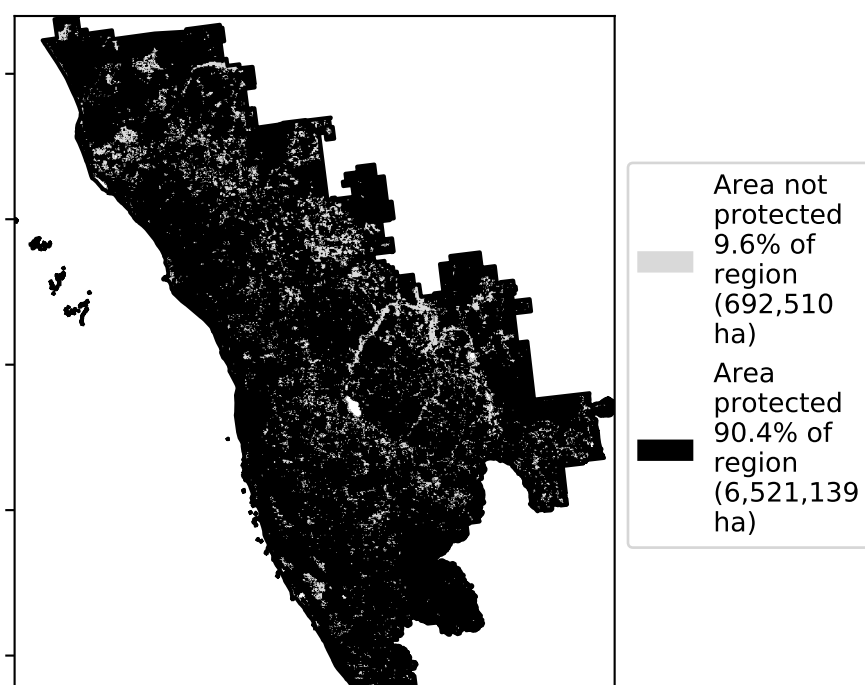 Area not
protected
9.6% of
region
(692,510
ha)
Area
protected
90.4% of
region
(6,521,139
ha)